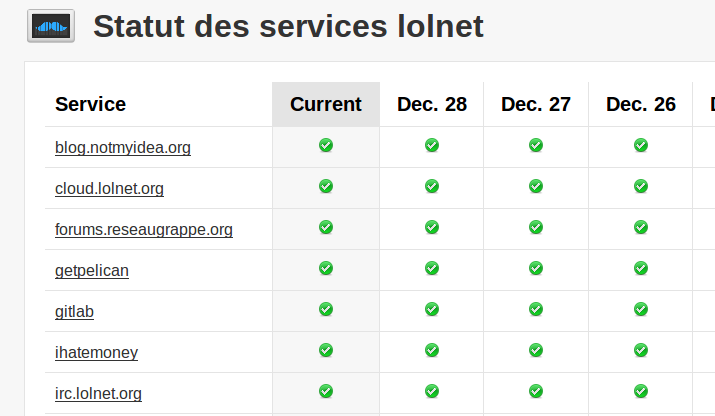 Statut des services lolnet
Service Current Dec. 28 Dec. 27 Dec. 26
blog.notmyidea.org
cloud.lolnet.org
forums.reseaugrappe.org
getpelican
gitlab
ihatemoney
irc.lolnet.org